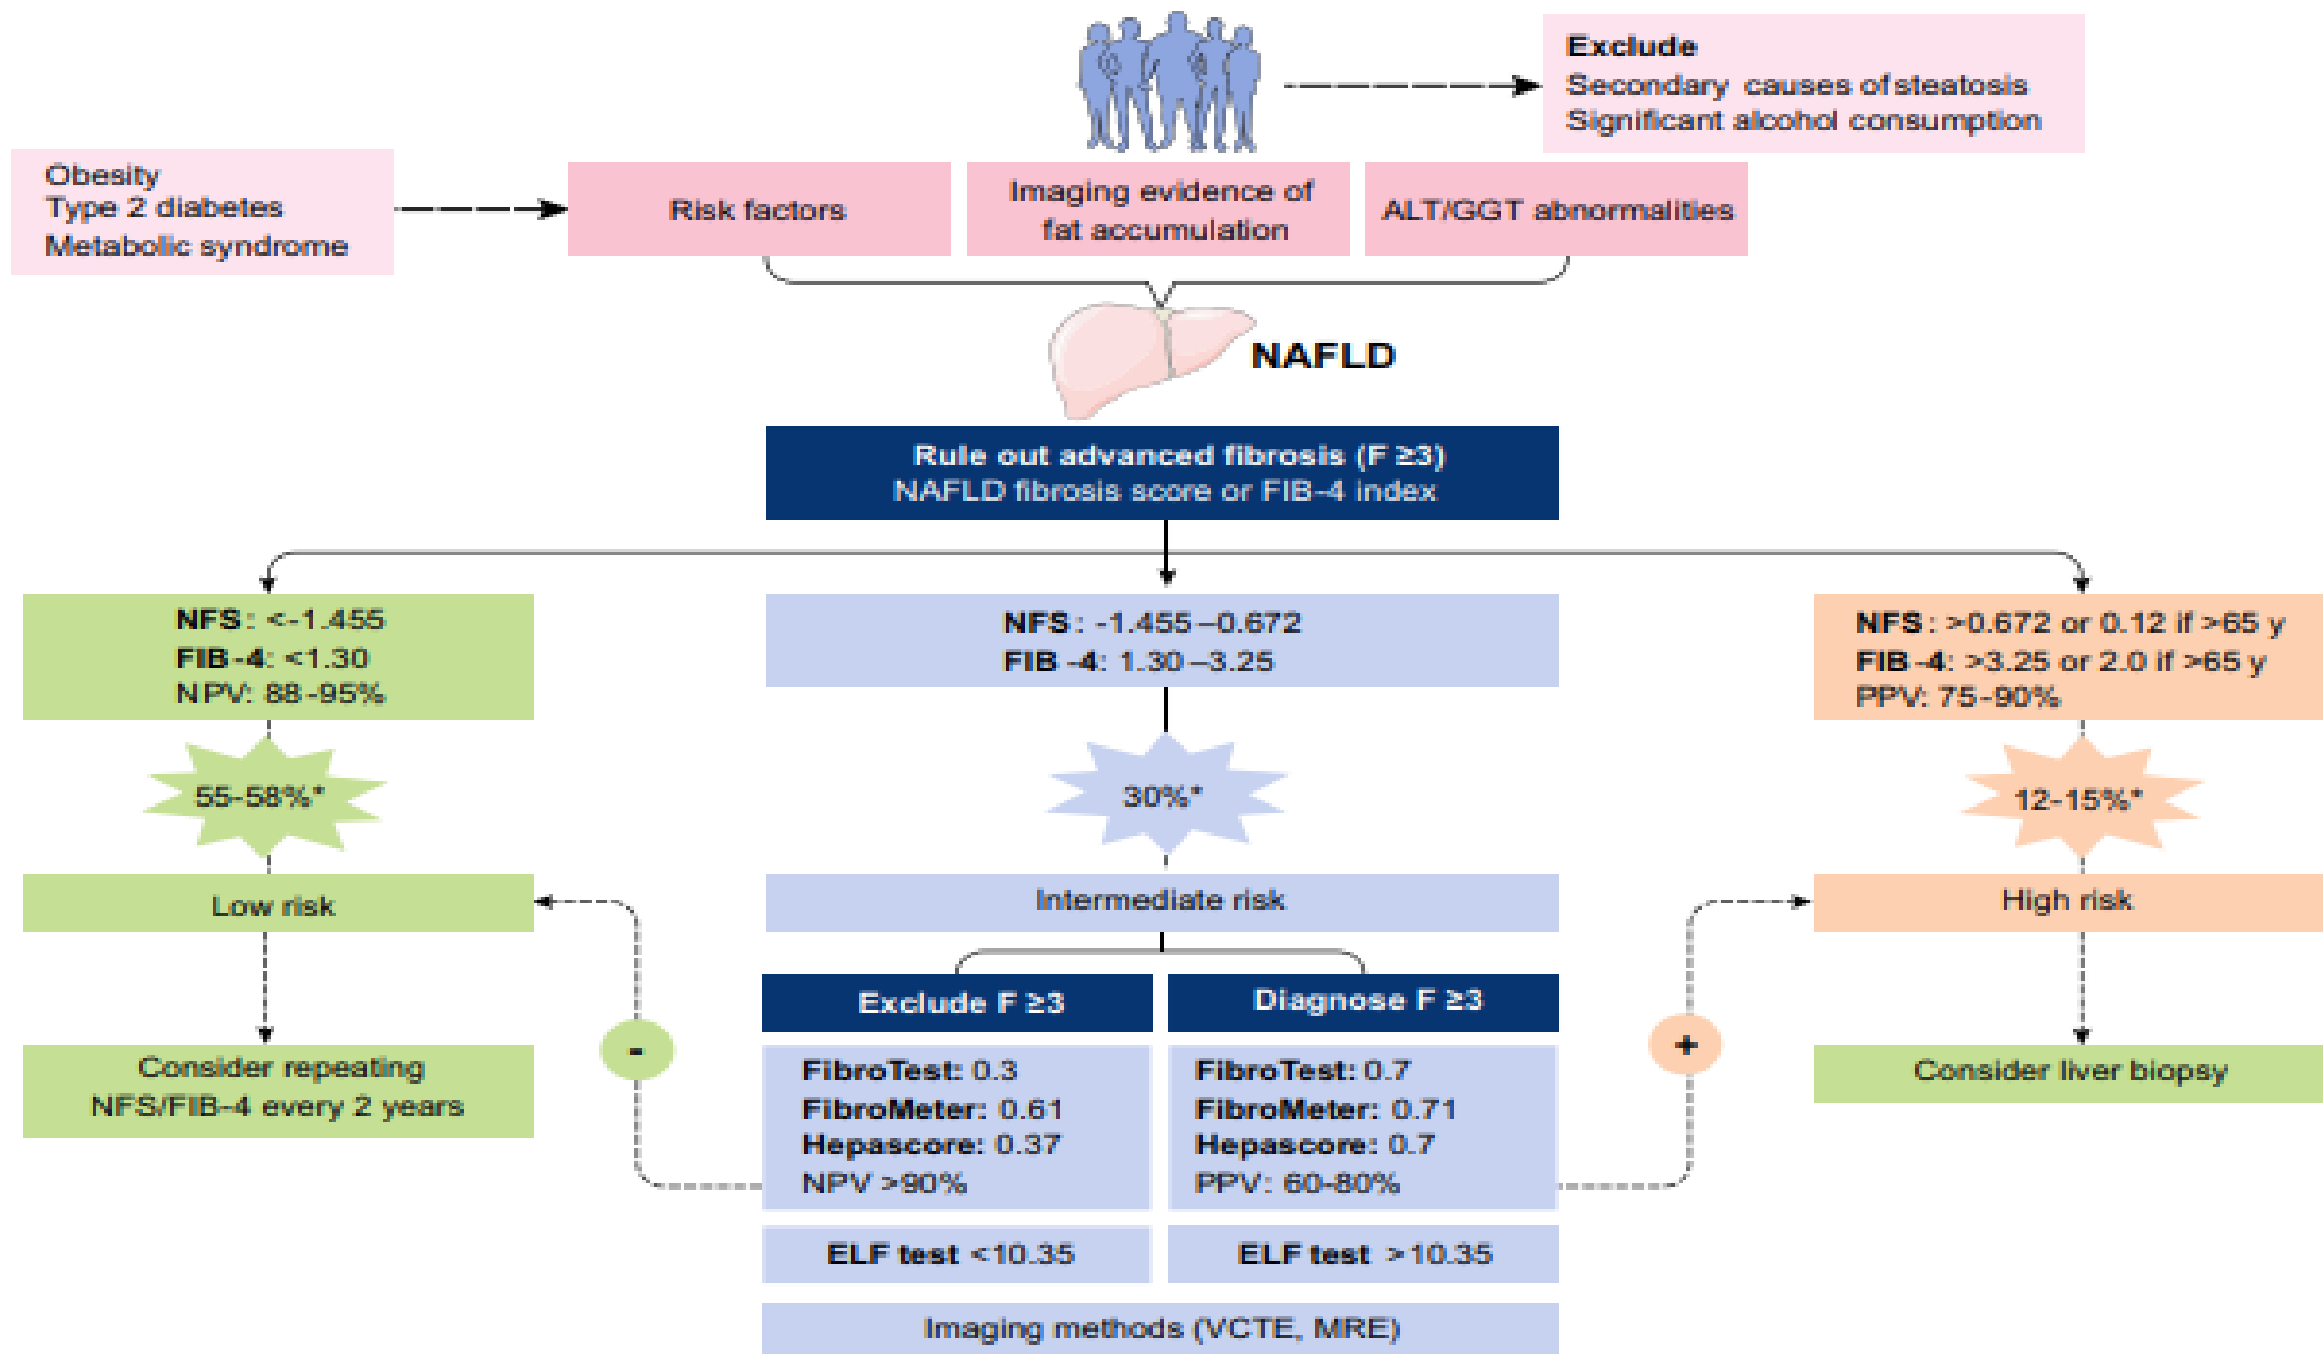 Exclude
Secondary causes of steatosis
Significant alcohol consumption
Obesity
Type 2 diabetes
Metabolic syndrome
Risk factors
Imaging evidence of
fat accumulation
ALT/GGT abnormalities
NAFLD
Rule out advanced fibrosis (F ≥3)
NAFLD fibrosis score or FIB-4 index
NFS: <-1.455
FIB-4: <1.30
NPV: 88-95%
NFS: -1.455–0.672
FIB-4: 1.30–3.25
NFS: >0.672 or 0.12 if >65 y
FIB-4: >3.25 or 2.0 if >65 y
PPV: 75-90%
55-58%*
30%*
12-15%*
Low risk
Intermediate risk
High risk
Exclude F ≥3
Diagnose F ≥3
-
+
Consider repeating
NFS/FIB-4 every 2 years
FibroTest: 0.3
FibroMeter: 0.61
Hepascore: 0.37
NPV >90%
FibroTest: 0.7
FibroMeter: 0.71
Hepascore: 0.7
PPV: 60-80%
Consider liver biopsy
ELF test <10.35
ELF test >10.35
Imaging methods (VCTE, MRE)